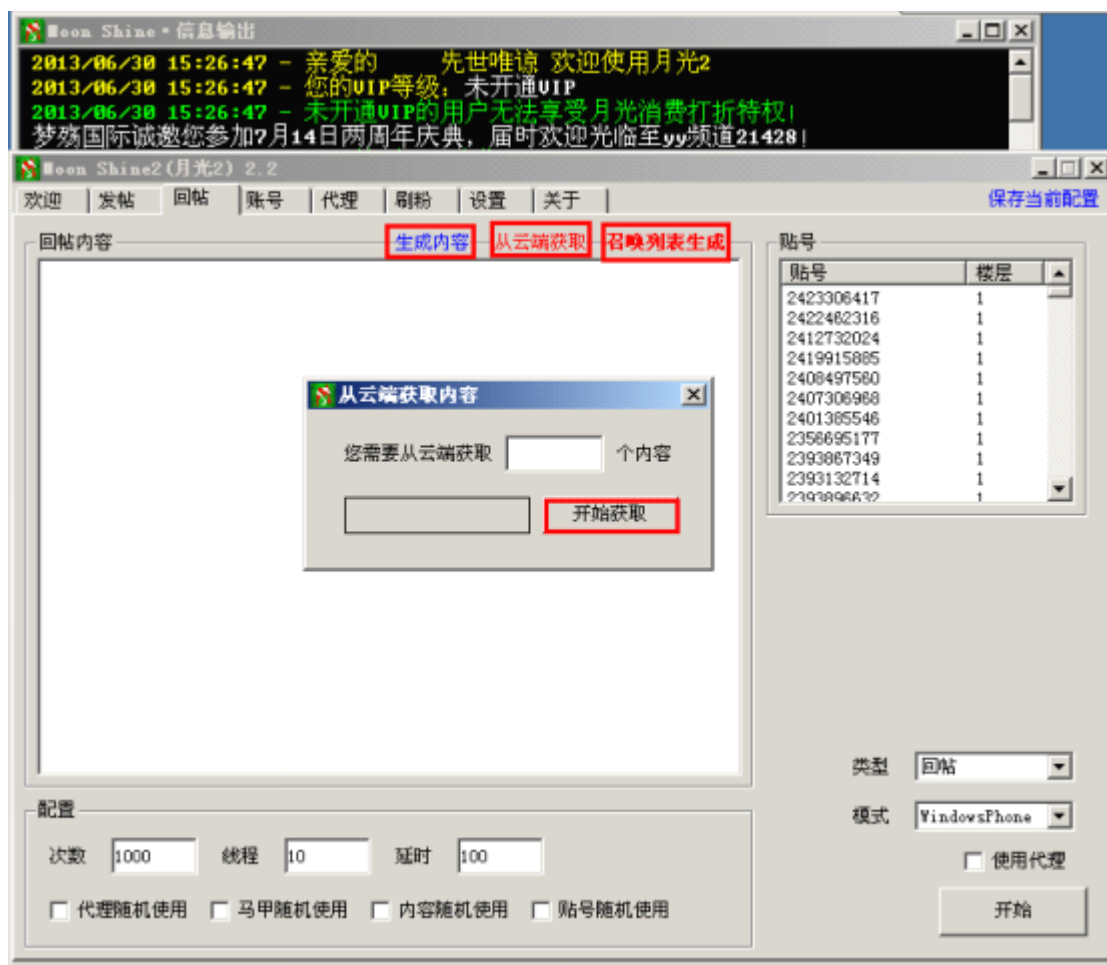 Moon Shine·信息输出
2013/06/30 15:26:47 - 亲爱的 先世唯谅 欢迎使用月光2
2013/06/30 15:26:47 - 您的VIP等级：未开通VIP
2013/06/30 15:26:47 - 未开通VIP的用户无法享受月光消费打折特权!
梦殇国际诚邀您参加7月14日两周年庆典，届时欢迎光临至yy频道21428!
Moon Shine2(月光2) 2.2
欢迎 发帖 回帖 账号 代理 刷粉 设置 关于 保存当前配置
回帖内容 生成内容 从云端获取 召唤列表生成 贴号
贴号 楼层
2423306417 1
2422462316 1
2412732024 1
2419915885 1
2408497560 1
2407306968 1
2401385546 1
2356695177 1
2393867349 1
2393132714 1
2393896632 1
从云端获取内容
您需要从云端获取 个内容
开始获取
类型 回帖
配置
模式 WindowsPhone
次数 1000 线程 10 延时 100
使用代理
代理随机使用 马甲随机使用 内容随机使用 贴号随机使用
开始